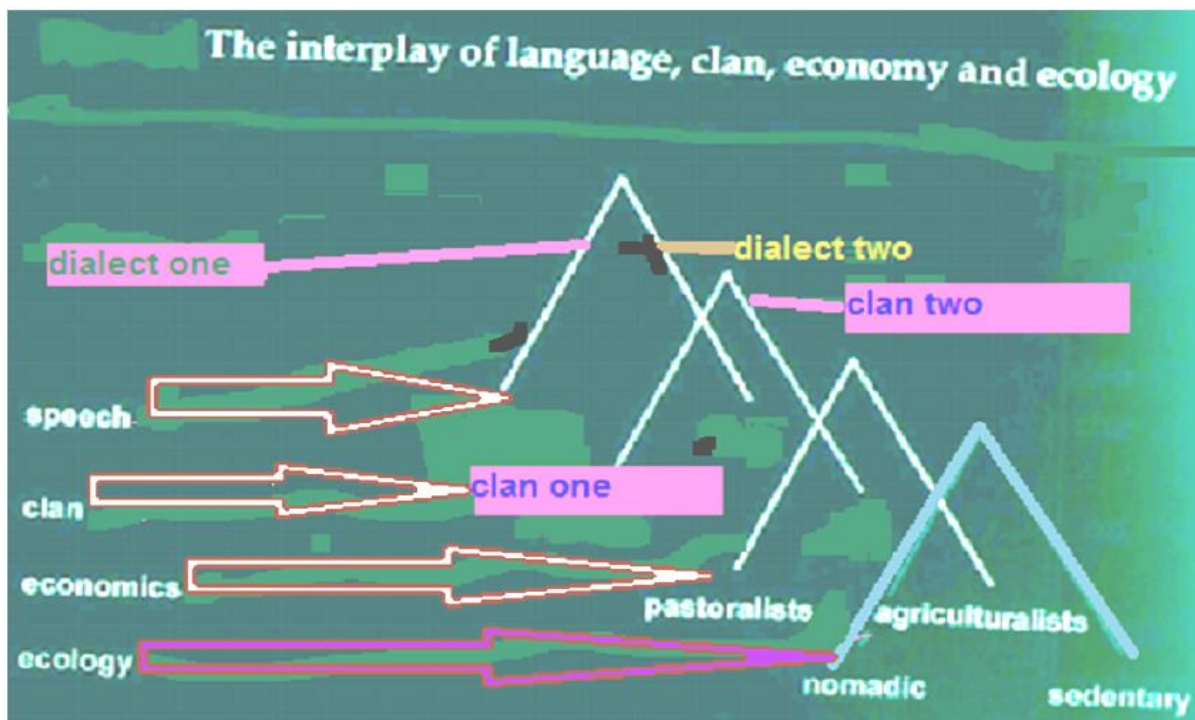 The interplay of language, clan, economy and ecology
dialect one
dialect two
clan two
speech
clan
clan one
economics
pastoralists
agriculturalists
ecology
nomadic
sedentary